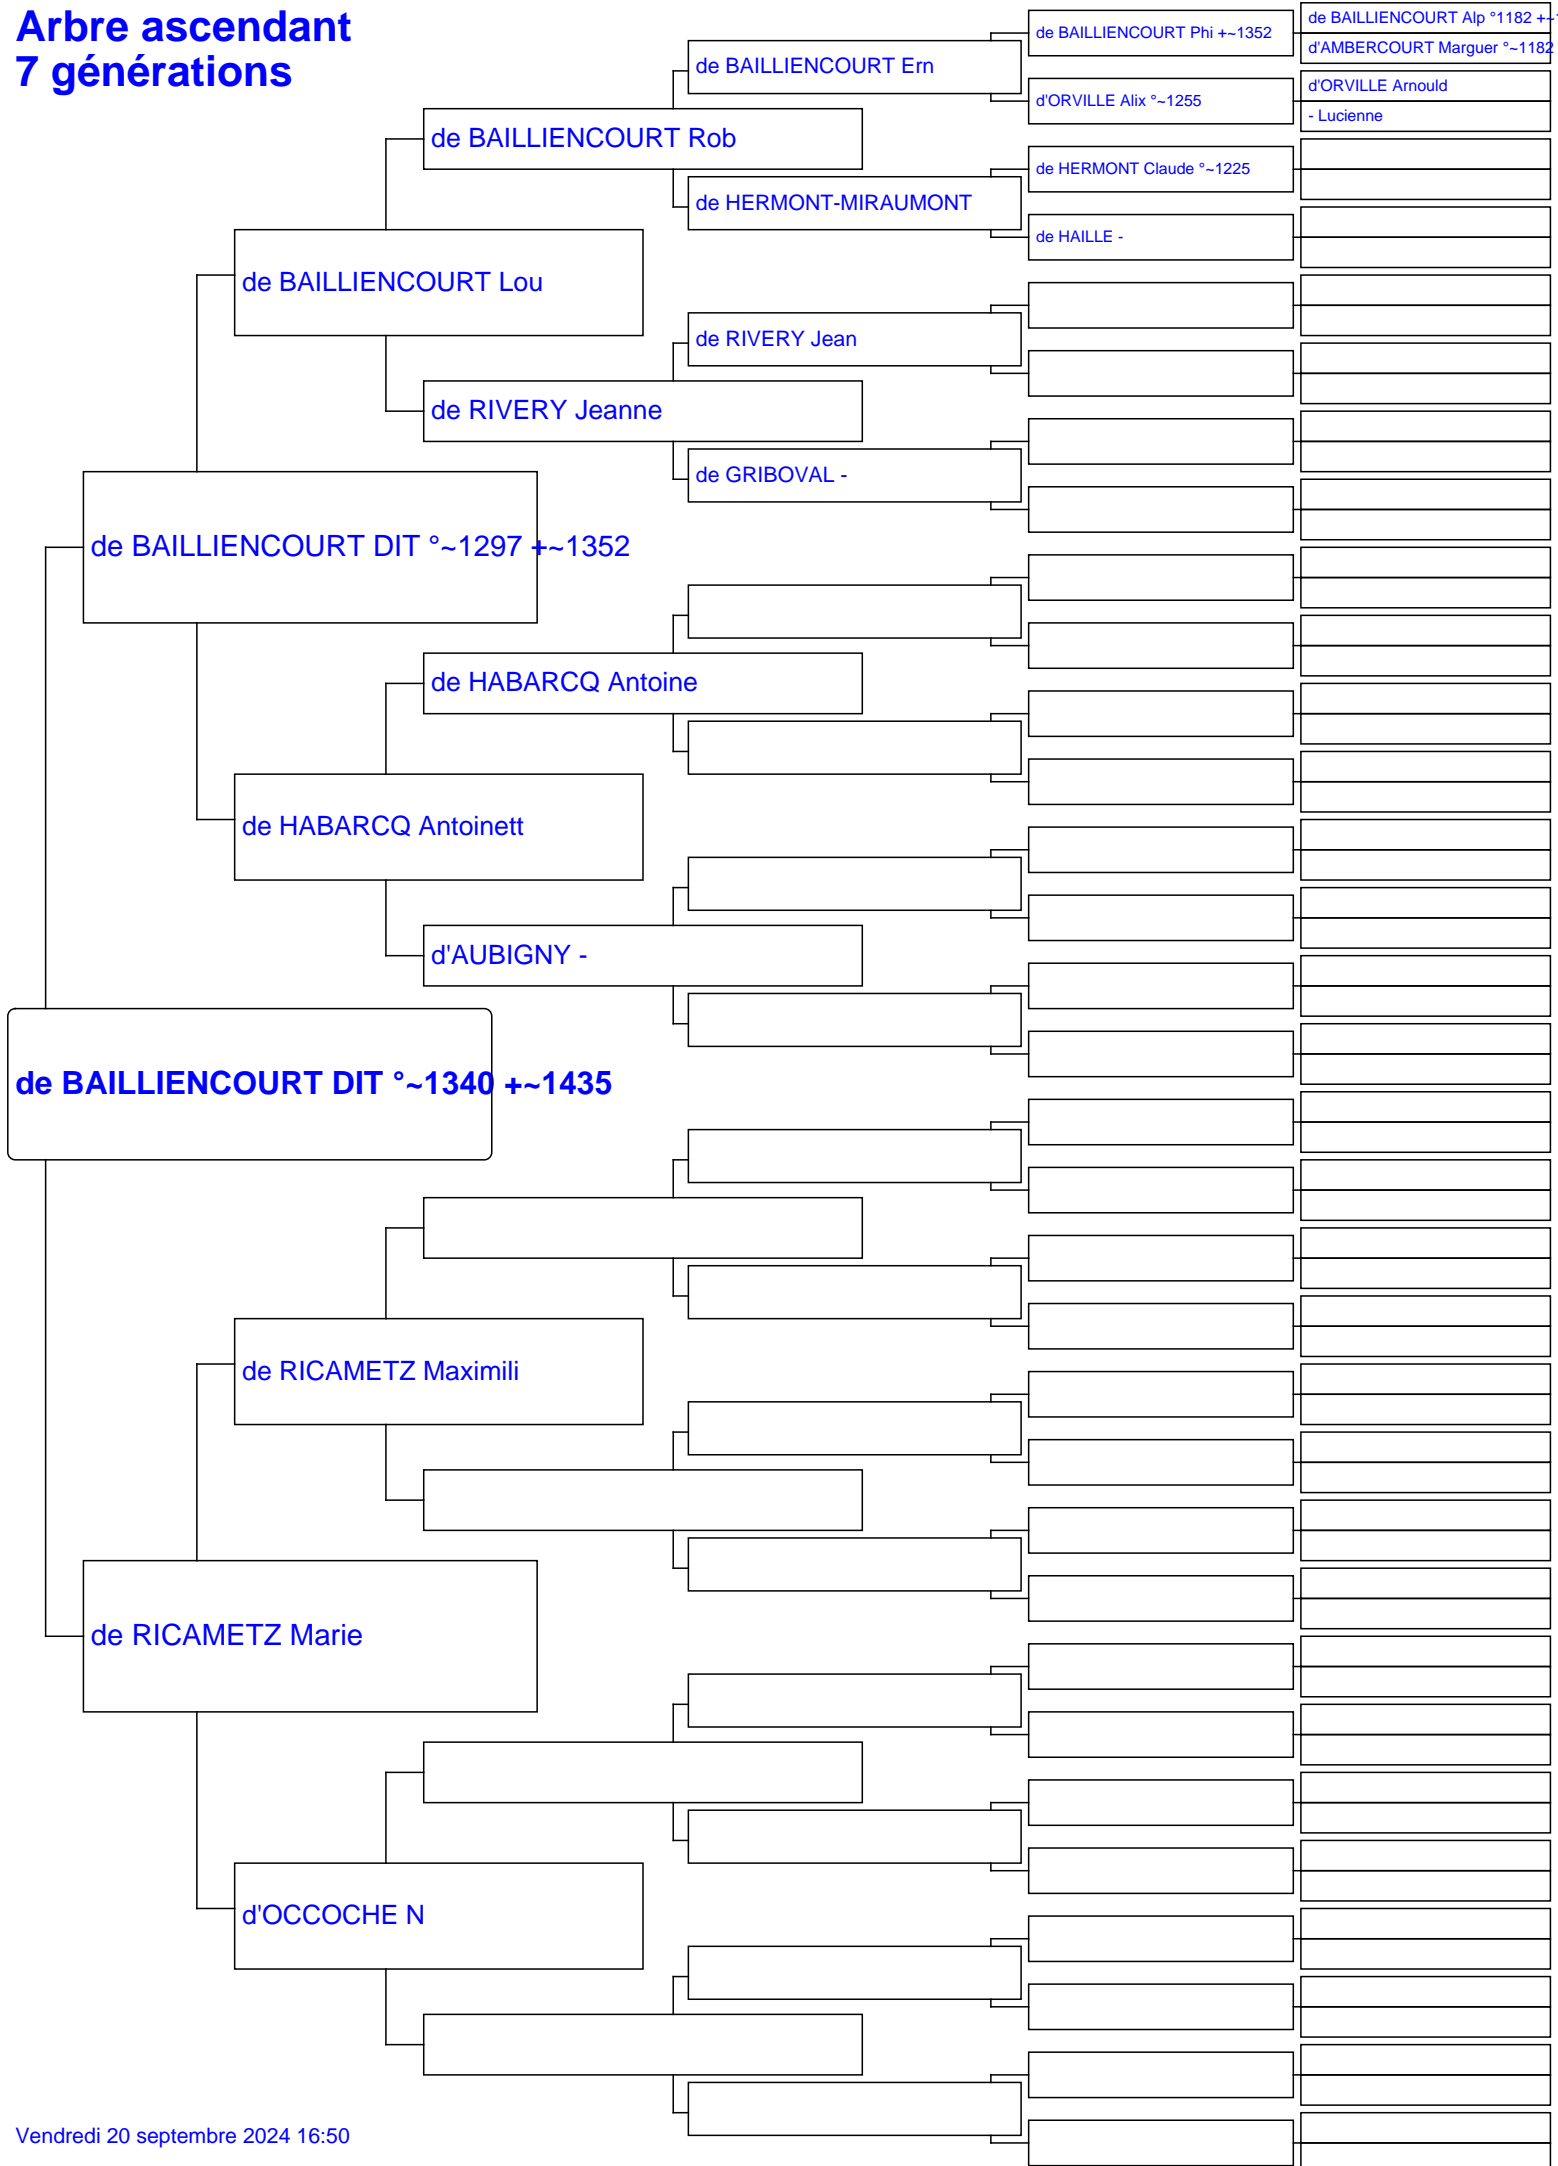 Arbre ascendant
7 générations
de BAILLIENCOURT Alp °1182 +~1
de BAILLIENCOURT Phi +~1352
d'AMBERCOURT Marguer °~1182
de BAILLIENCOURT Ern
d'ORVILLE Arnould
d'ORVILLE Alix °~1255
- Lucienne
de BAILLIENCOURT Rob
de HERMONT Claude °~1225
de HERMONT-MIRAUMONT
de HAILLE -
de BAILLIENCOURT Lou
de RIVERY Jean
de RIVERY Jeanne
de GRIBOVAL -
de BAILLIENCOURT DIT °~1297 +~1352
de HABARCQ Antoine
de HABARCQ Antoinett
d'AUBIGNY -
de BAILLIENCOURT DIT °~1340 +~1435
de RICAMETZ Maximili
de RICAMETZ Marie
d'OCCOCHE N
Vendredi 20 septembre 2024 16:50